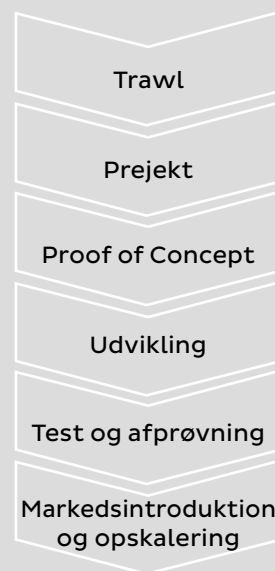 Trawl
Prejekt
Proof of Concept
Udvikling
Test og afprøvning
Markedsintroduktion
og opskalering